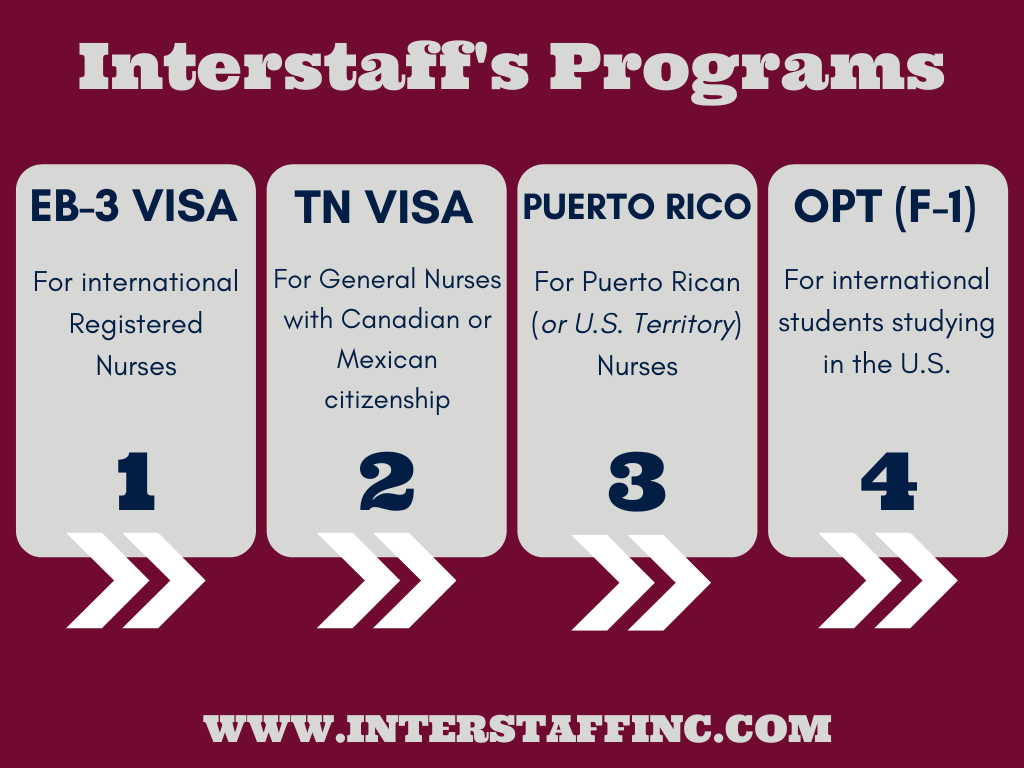 Interstaff's Programs
EB-3 VISA
For international
Registered
Nurses
1
TN VISA
For General Nurses
with Canadian or
Mexican
citizenship
2
PUERTO RICO
For Puerto Rican
(or U.S. Territory)
Nurses
3
OPT (F-1)
For international
students studying
in the U.S.
4
WWW.INTERSTAFFINC.COM